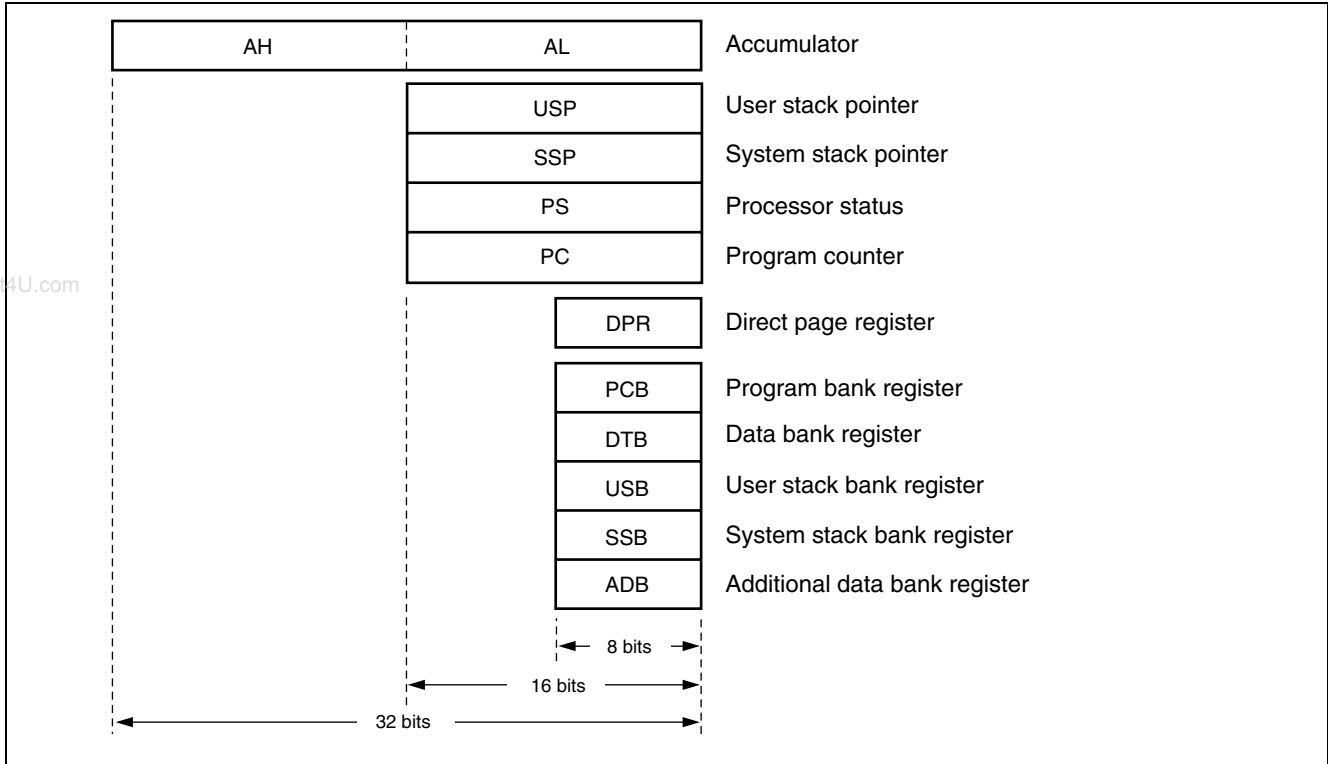 AH AL Accumulator
USP User stack pointer
SSP System stack pointer
PS Processor status
PC Program counter
t4U.com
DPR Direct page register
PCB Program bank register
DTB Data bank register
USB User stack bank register
SSB System stack bank register
ADB Additional data bank register
8 bits
16 bits
32 bits